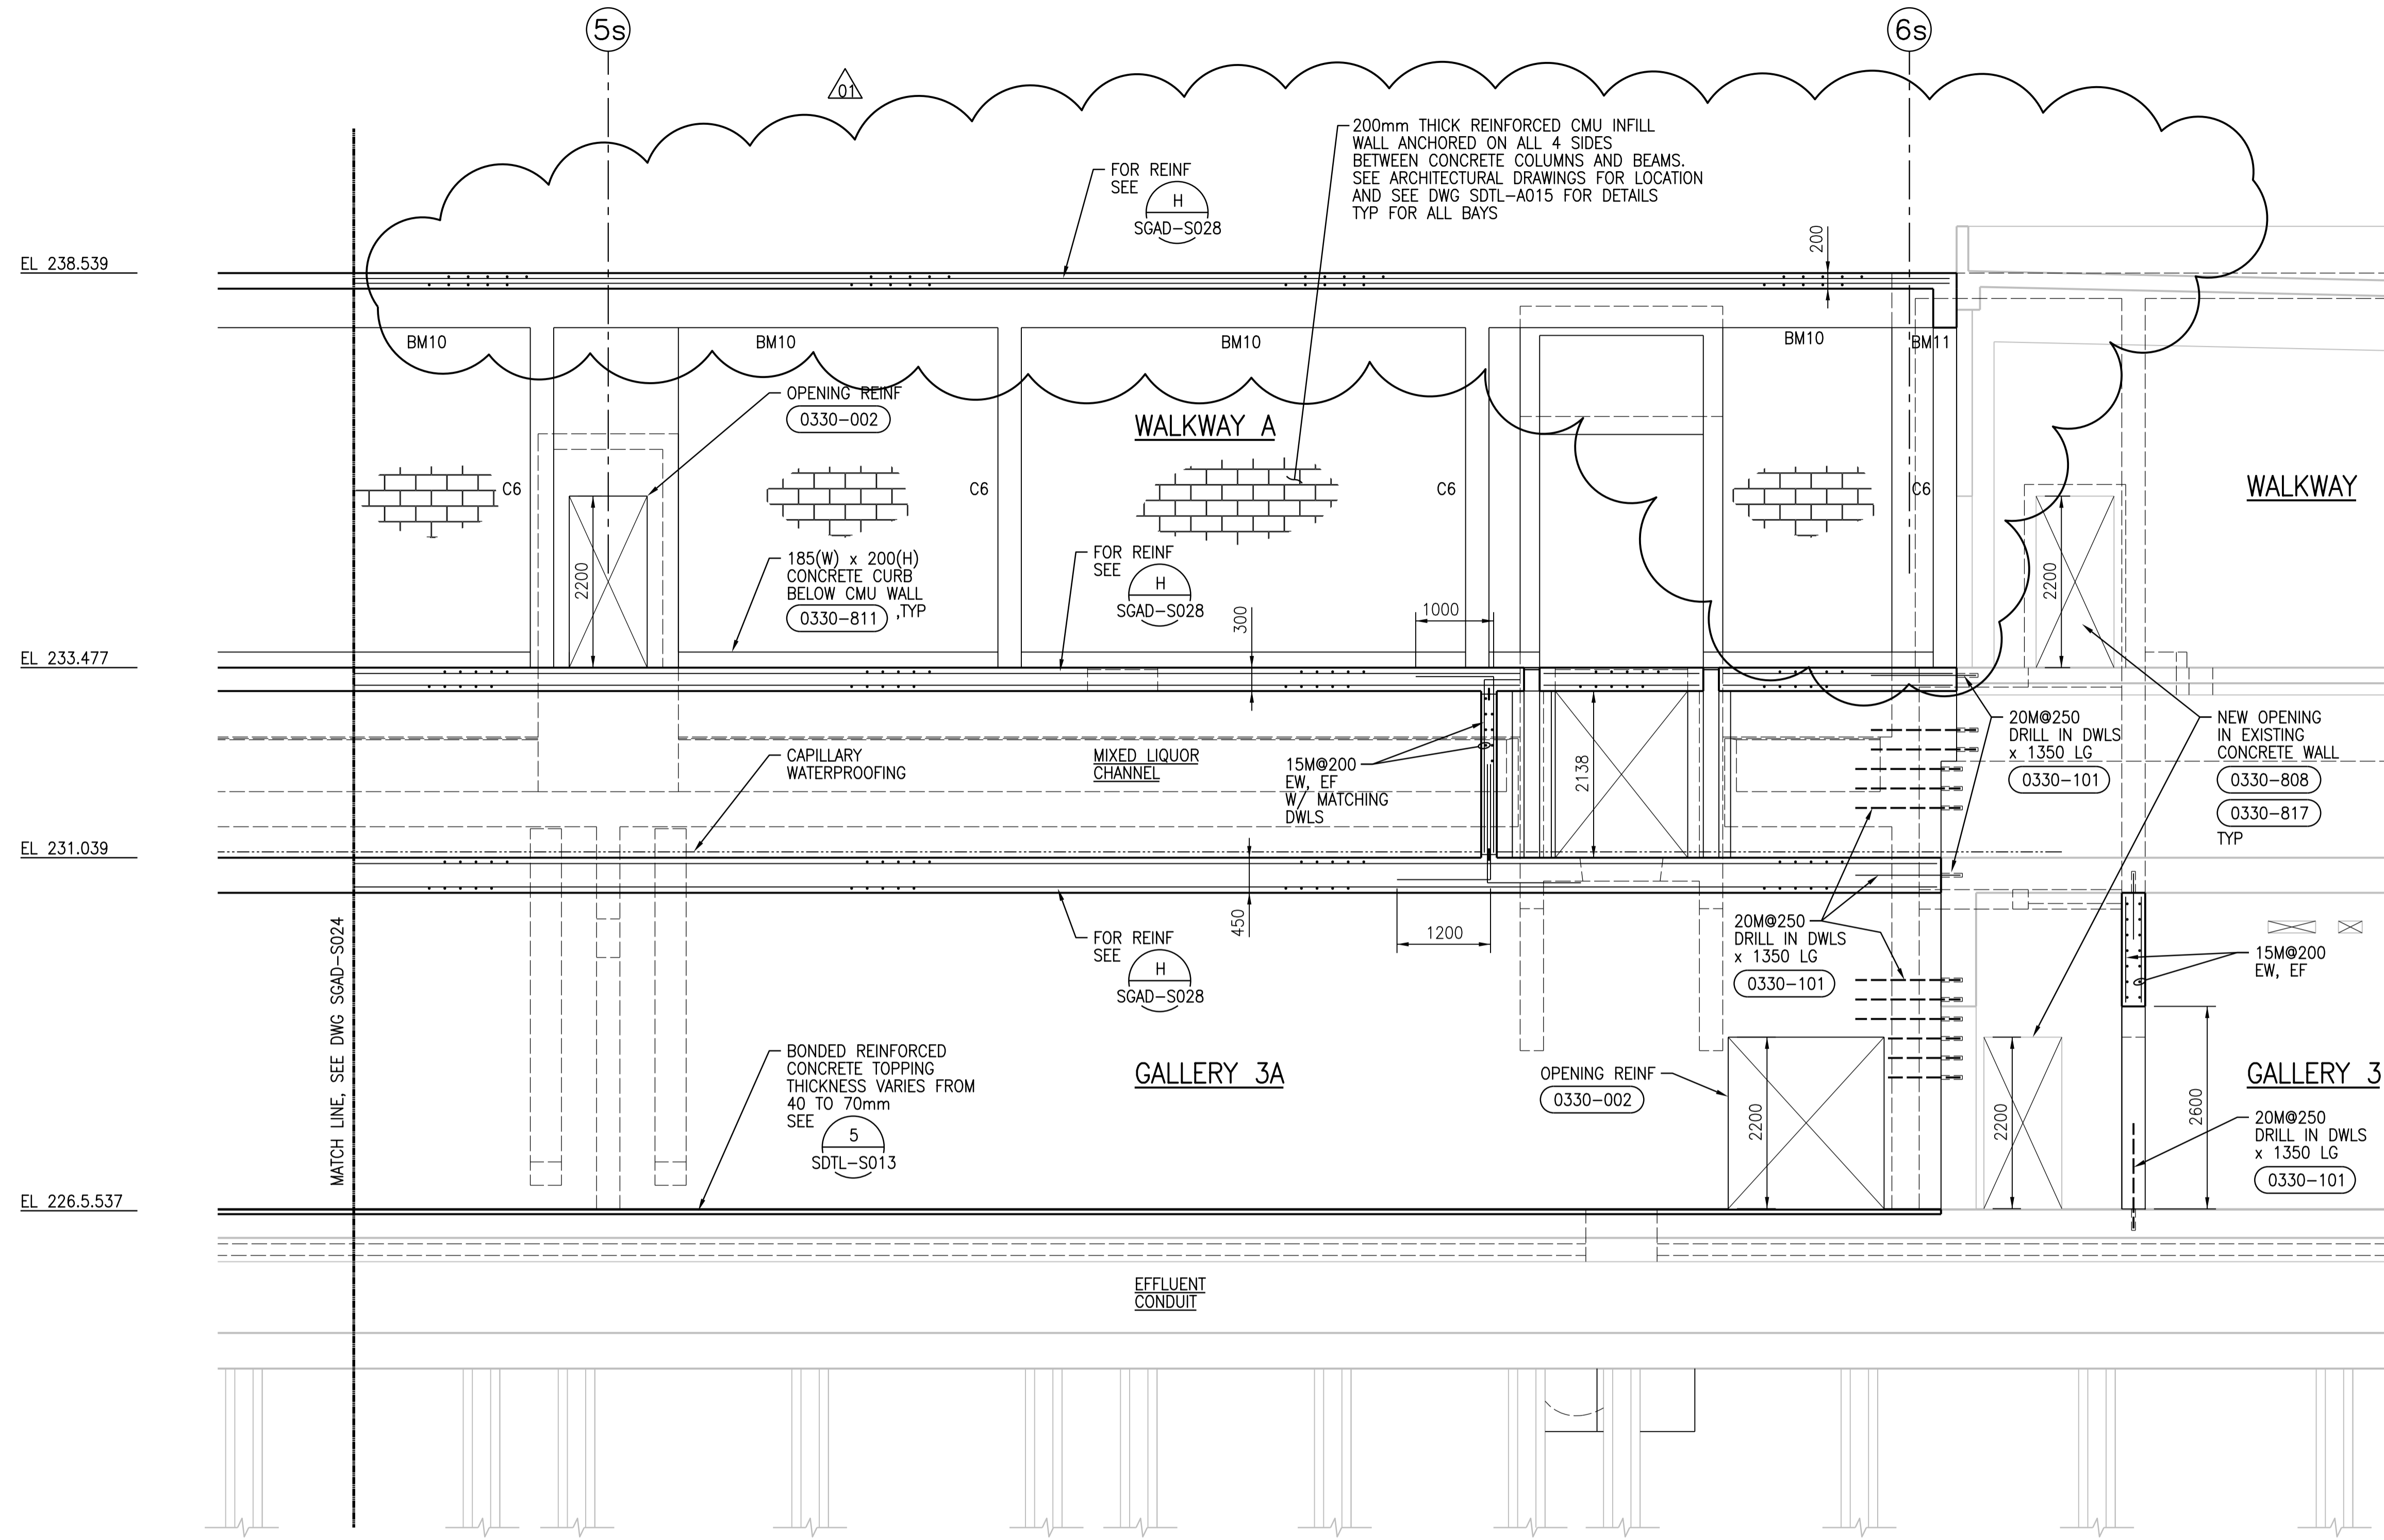 5s
6s
01
200mm THICK REINFORCED CMU INFILL
WALL ANCHORED ON ALL 4 SIDES
BETWEEN CONCRETE COLUMNS AND BEAMS.
SEE ARCHITECTURAL DRAWINGS FOR LOCATION
AND SEE DWG SDTL-A015 FOR DETAILS
TYP FOR ALL BAYS
FOR REINF
SEE
H
SGAD-S028
200
EL 238.539
BM10
BM10
BM10
BM10
BM11
OPENING REINF
0330-002
WALKWAY A
WALKWAY
C6
C6
C6
C6
2200
2200
185(W) x 200(H)
CONCRETE CURB
BELOW CMU WALL
0330-811 ,TYP
FOR REINF
SEE
H
SGAD-S028
300
1000
EL 233.477
CAPILLARY
WATERPROOFING
MIXED LIQUOR
CHANNEL
15M@200
EW, EF
W/ MATCHING
DWLS
2138
20M@250
DRILL IN DWLS
x 1350 LG
0330-101
NEW OPENING
IN EXISTING
CONCRETE WALL
0330-808
0330-817
TYP
EL 231.039
MATCH LINE, SEE DWG SGAD-S024
FOR REINF
SEE
H
SGAD-S028
450
1200
20M@250
DRILL IN DWLS
x 1350 LG
0330-101
15M@200
EW, EF
BONDED REINFORCED
CONCRETE TOPPING
THICKNESS VARIES FROM
40 TO 70mm
SEE
5
SDTL-S013
GALLERY 3A
OPENING REINF
0330-002
2200
2200
2600
GALLERY 3
20M@250
DRILL IN DWLS
x 1350 LG
0330-101
EL 226.5.537
EFFLUENT
CONDUIT